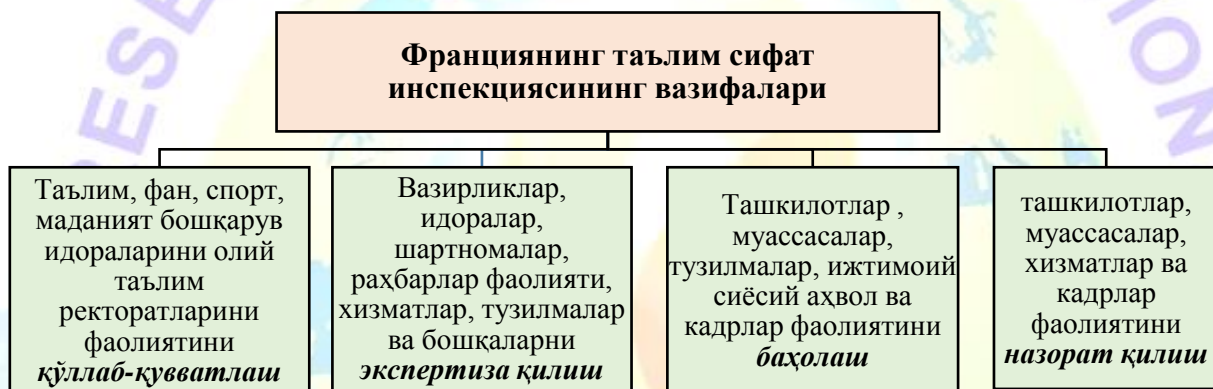 Франциянинг таълим сифат
инспекциясининг вазифалари
Таълим, фан, спорт,
маданият бошқарув
идораларини олий
таълим
ректоратларини
фаолиятини
қўллаб-қувватлаш
Вазирликлар,
идоралар,
шартномалар,
раҳбарлар фаолияти,
хизматлар, тузилмалар
ва бошқаларни
экспертиза қилиш
Ташкилотлар ,
муассасалар,
тузилмалар, ижтимоий
сиёсий аҳвол ва
кадрлар фаолиятини
баҳолаш
ташкилотлар,
муассасалар,
хизматлар ва
кадрлар
фаолиятини
назорат қилиш